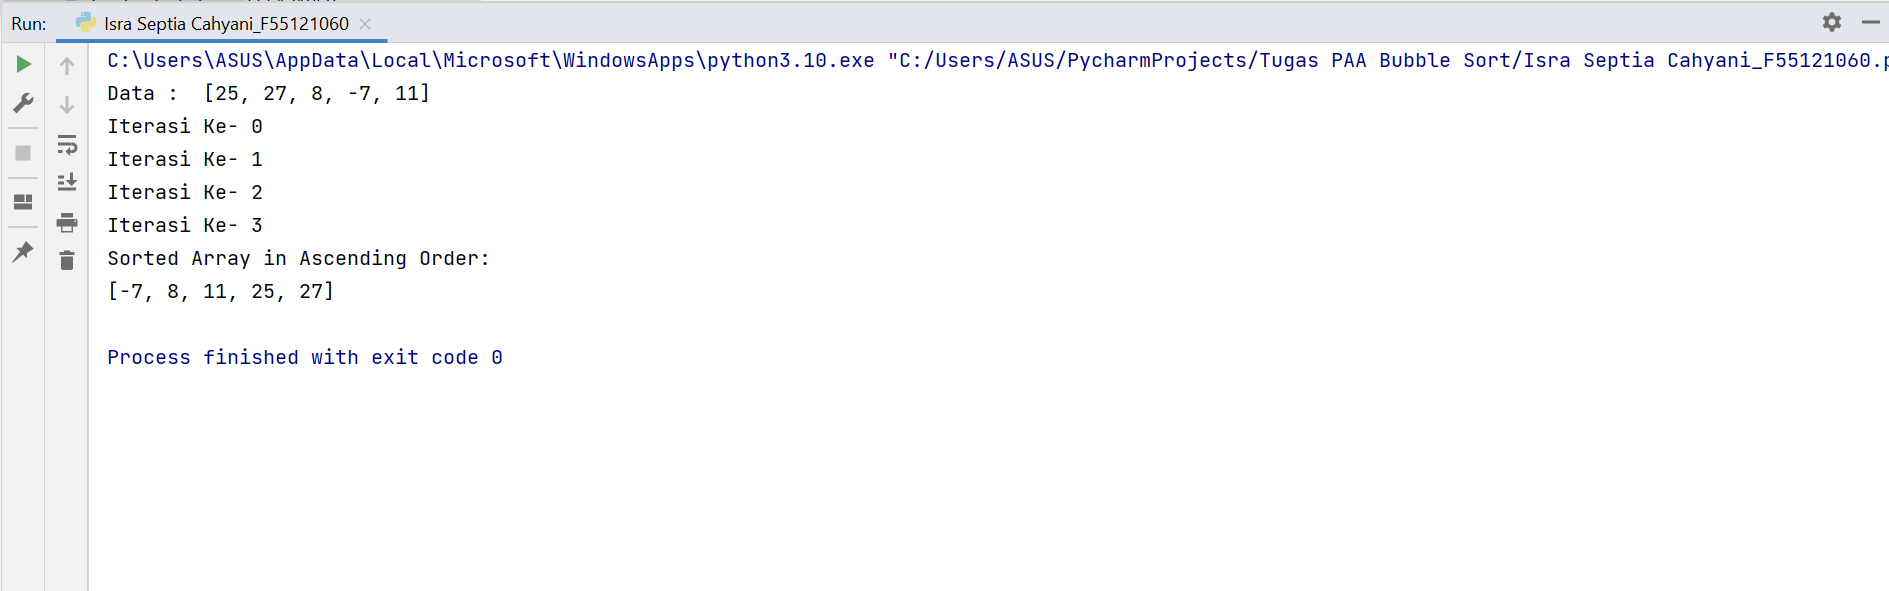 Run: Isra Septia Cahyani_F55121060
C:\Users\ASUS\AppData\Local\Microsoft\WindowsApps\python3.10.exe "C:/Users/ASUS/PycharmProjects/Tugas PAA Bubble Sort/Isra Septia Cahyani_F55121060.p
Data :  [25, 27, 8, -7, 11]
Iterasi Ke- 0
Iterasi Ke- 1
Iterasi Ke- 2
Iterasi Ke- 3
Sorted Array in Ascending Order:
[-7, 8, 11, 25, 27]
Process finished with exit code 0